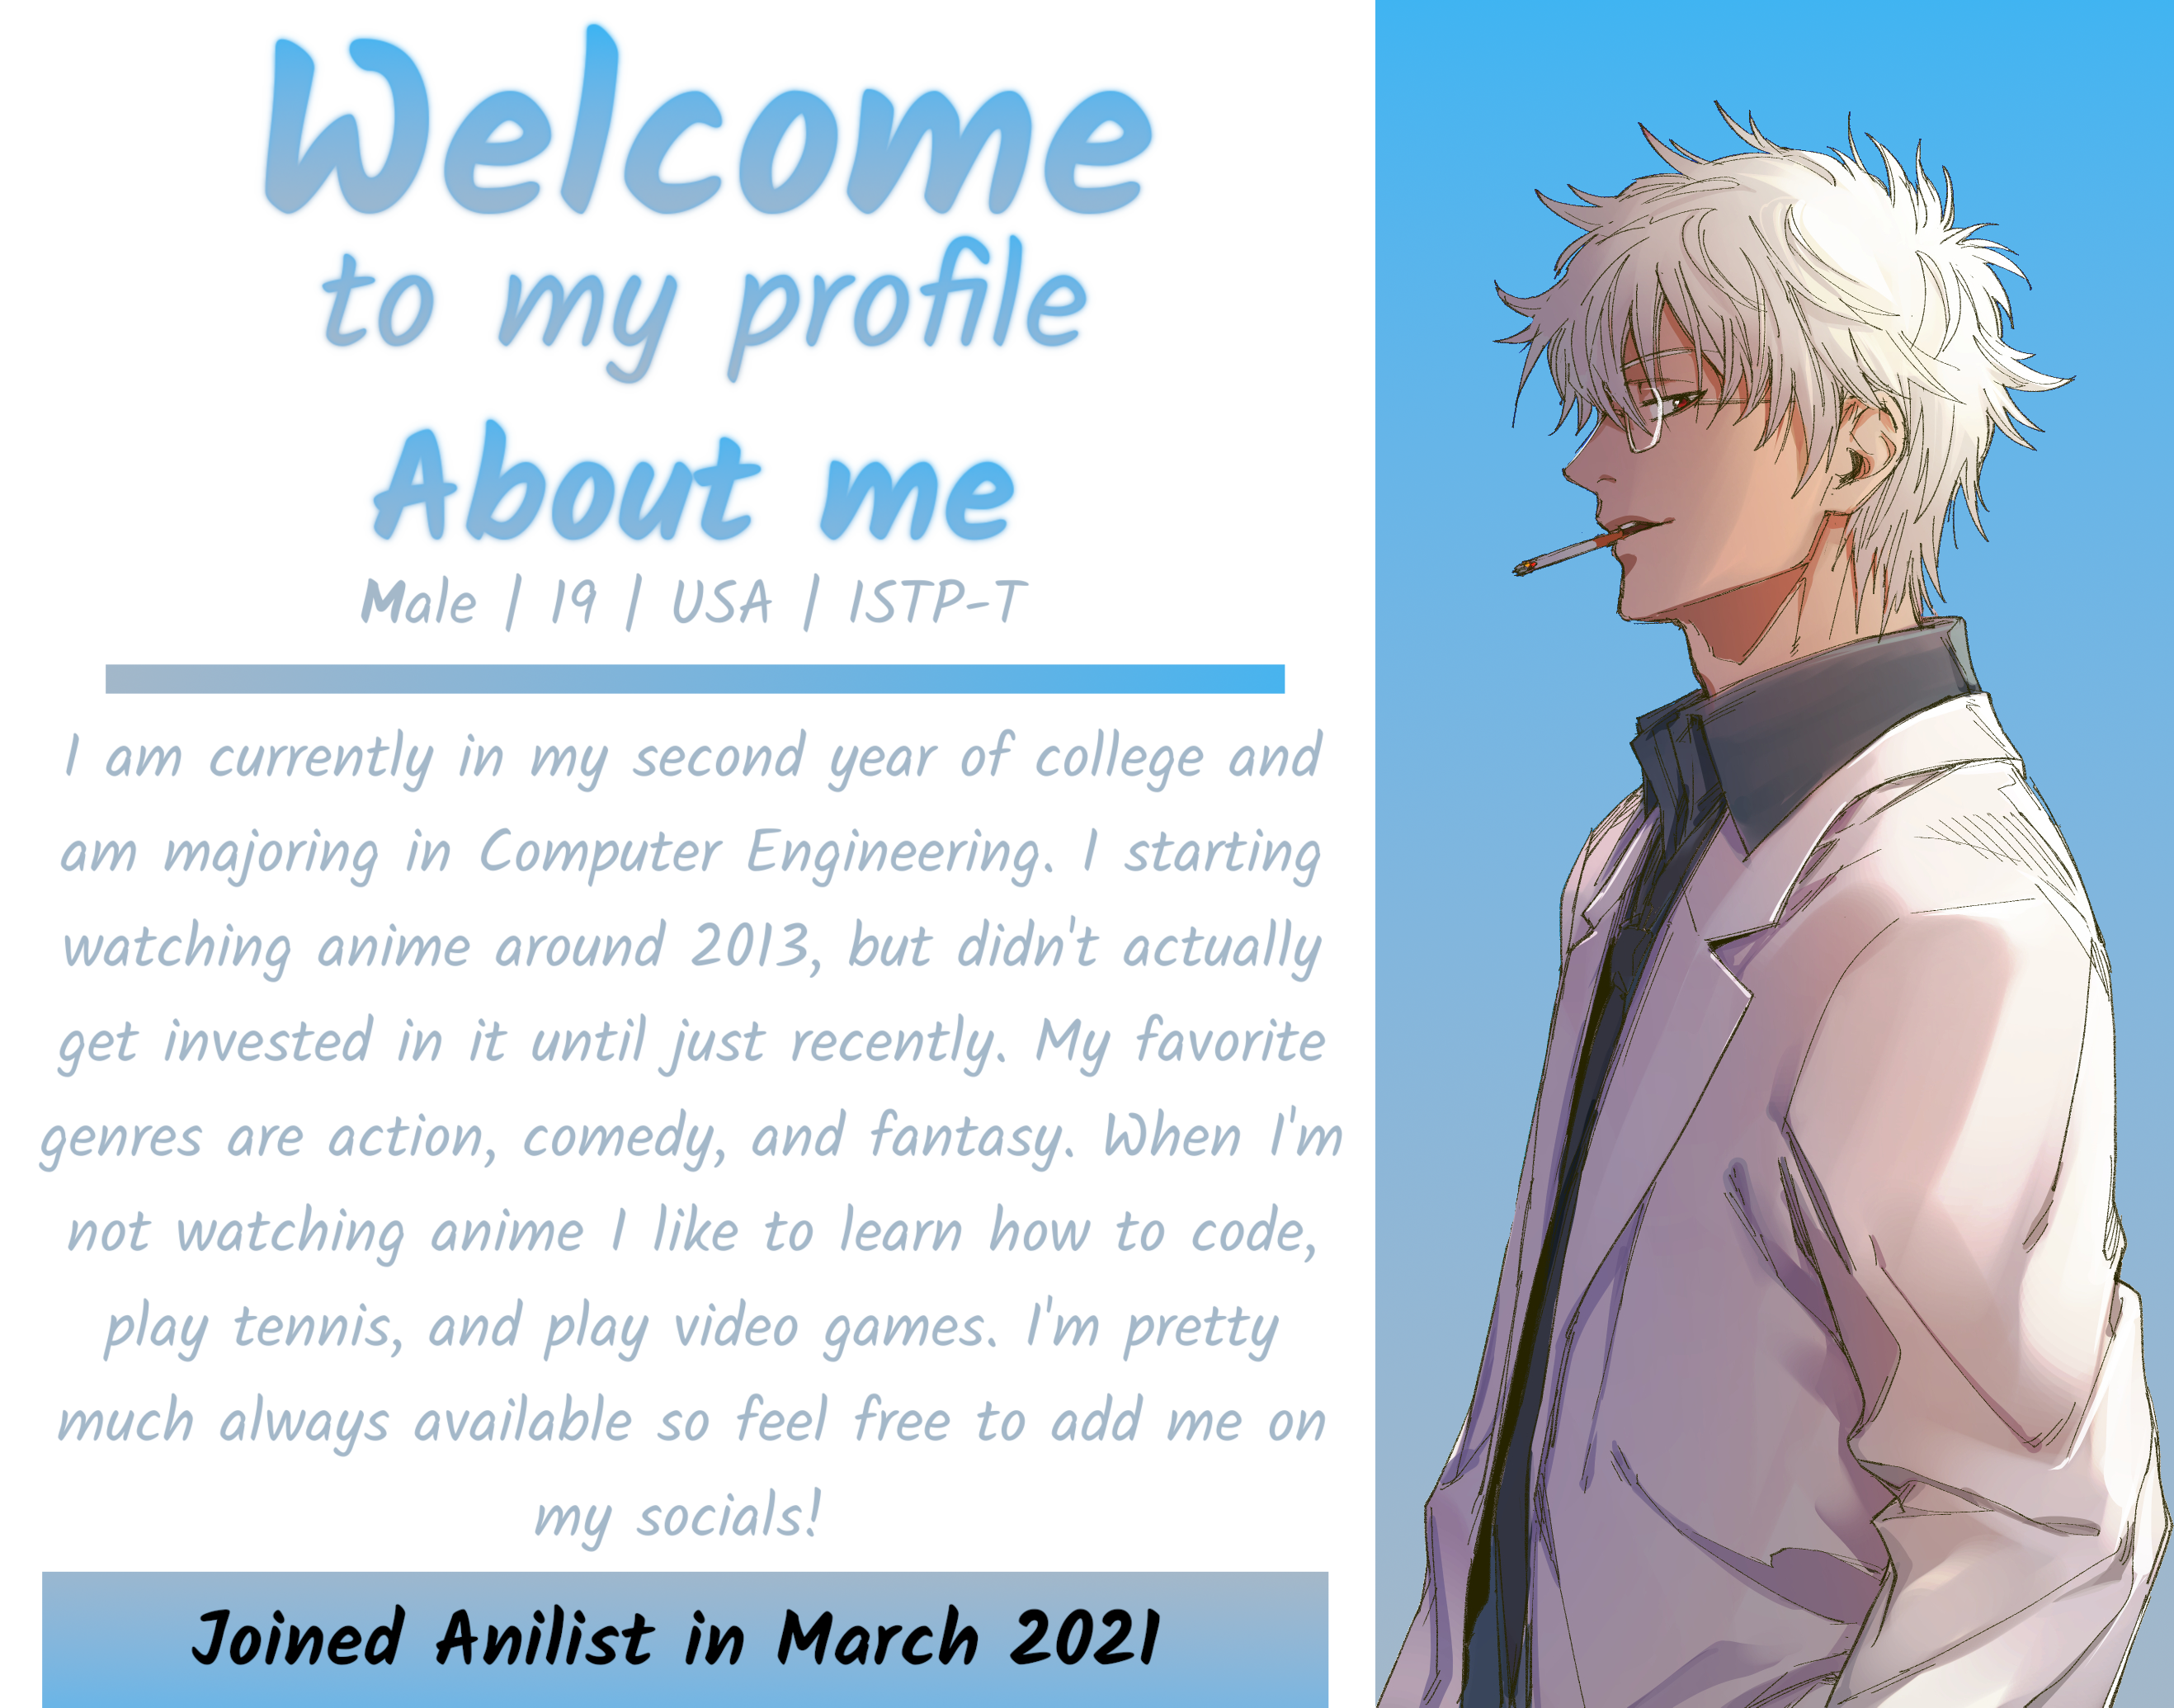 Welcome
to my profile
About me
Male | 19 | USA | ISTP-T
I am currently in my second year of college and
am majoring in Computer Engineering. I starting
watching anime around 2013, but didn't actually
get invested in it until just recently. My favorite
genres are action, comedy, and fantasy. When I'm
not watching anime I like to learn how to code,
play tennis, and play video games. I'm pretty
much always available so feel free to add me on
my socials!
Joined Anilist in March 2021